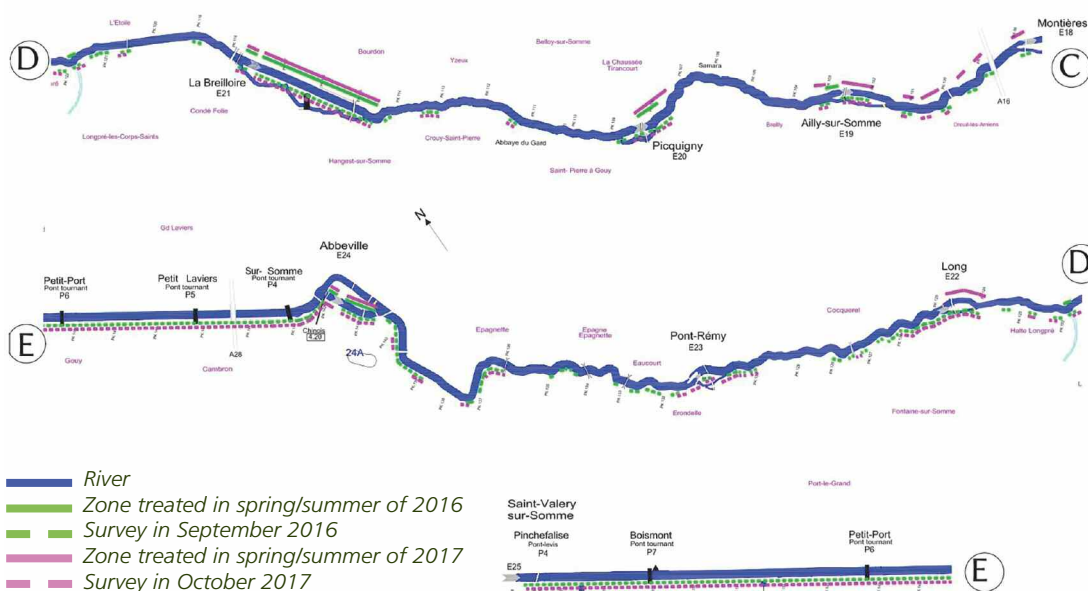 L'Etoile
D
Bourdon
Yzeux
Belloy-sur-Somme
La Chaussée
Tirancourt
Samara
Montières
E18
C
A16
La Breilloire
E21
Condé Folie
Longpré-les-Corps-Saints
Hangest-sur-Somme
Crouy-Saint-Pierre
Abbaye du Gard
Saint- Pierre à Gouy
Picquigny
E20
Breilly
Ailly-sur-Somme
E19
Dreuil-les-Amiens
N
Gd Laviers
Petit-Port
Pont tournant
P6
Petit Laviers
Pont tournant
P5
Sur- Somme
Pont tournant
P4
Abbeville
E24
E
Gouy
A28
Cambron
Chinois
4,20
24A
Epagnette
Epagne
Epagnette
Eaucourt
Pont-Rémy
E23
Erondelle
Cocquerel
Fontaine-sur-Somme
Long
E22
Halte Longpré
D
L
River
Zone treated in spring/summer of 2016
Survey in September 2016
Zone treated in spring/summer of 2017
Survey in October 2017
Port-le-Grand
Saint-Valery
sur-Somme
Pinchefalise
Pont-levis
P4
E25
Boismont
Pont tournant
P7
Petit-Port
Pont tournant
P6
E